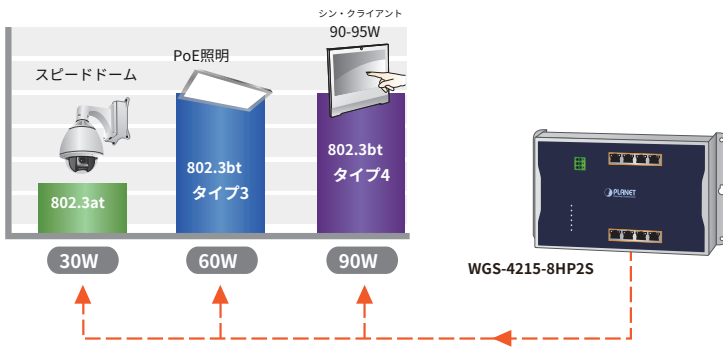 シン・クライアント
90-95W
PoE照明
スピードドーム
802.3bt
タイプ3
802.3bt
タイプ4
802.3at
PLANET
30W
60W
90W
WGS-4215-8HP2S